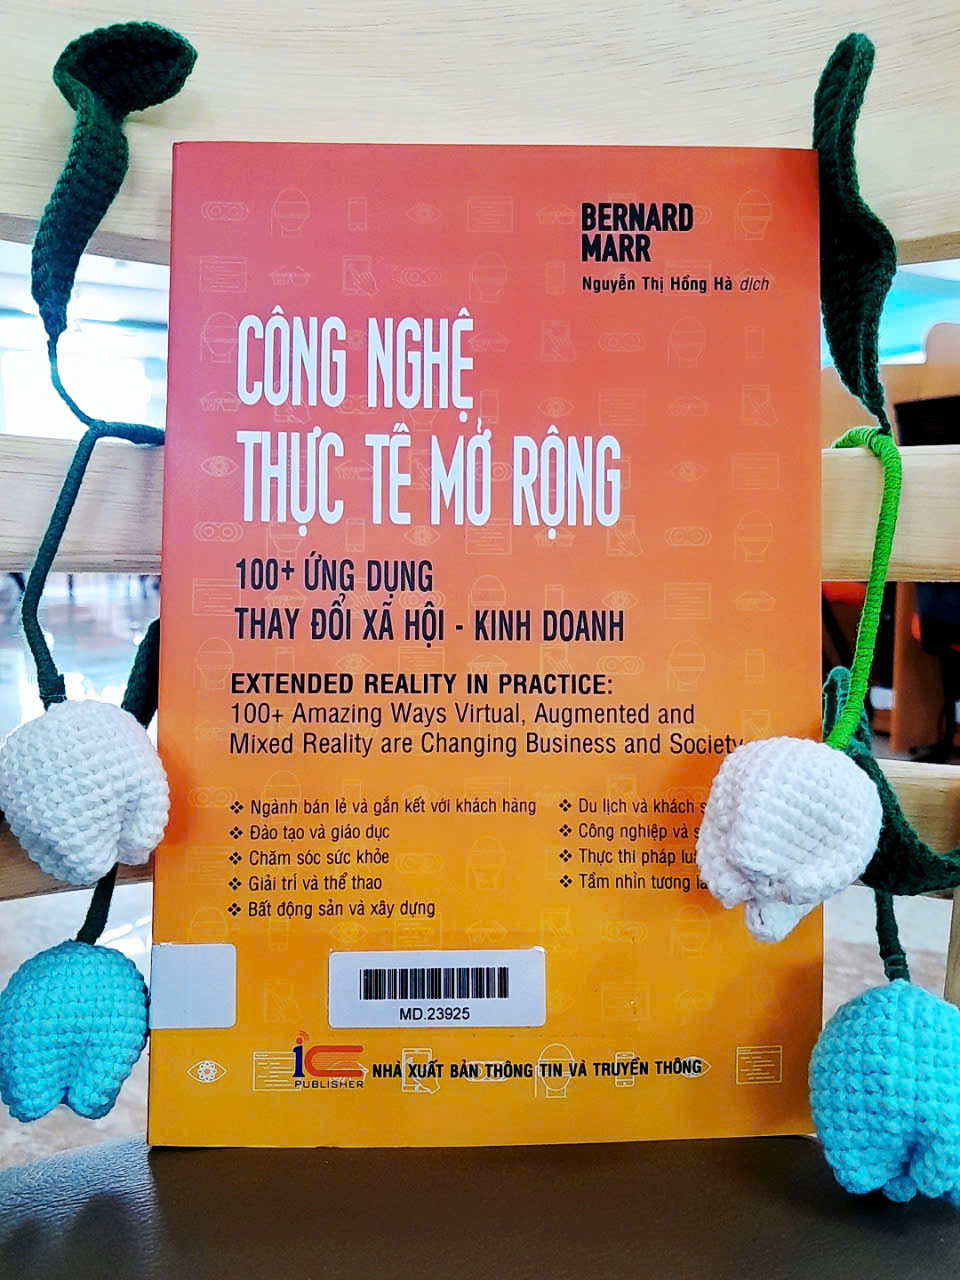 BERNARD
MARR
Nguyễn Thị Hồng Hà dịch
CÔNG NGHỆ
THỰC TẾ MỞ RỘNG
100+ ỨNG DỤNG
THAY ĐỔI XÃ HỘI - KINH DOANH
EXTENDED REALITY IN PRACTICE:
100+ Amazing Ways Virtual, Augmented and
Mixed Reality are Changing Business and Society
❖ Ngành bán lẻ và gắn kết với khách hàng
❖ Đào tạo và giáo dục
❖ Chăm sóc sức khỏe
❖ Giải trí và thể thao
❖ Bất động sản và xây dựng
❖ Du lịch và khách
❖ Công nghiệp và
❖ Thực thi pháp
❖ Tầm nhìn tương
MD.23925
ic
PUBLISHER
NHÀ XUẤT BẢN THÔNG TIN VÀ TRUYỀN THÔNG